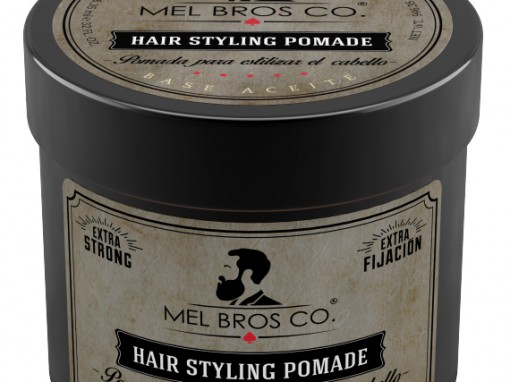 MEL BROS CO.®
HAIR STYLING POMADE
Pomada para estilizar el cabello
BASE ACEITE
EXTRA STRONG
EXTRA FIJACIÓN
MEL BROS CO.®
HAIR STYLING POMADE
cabello